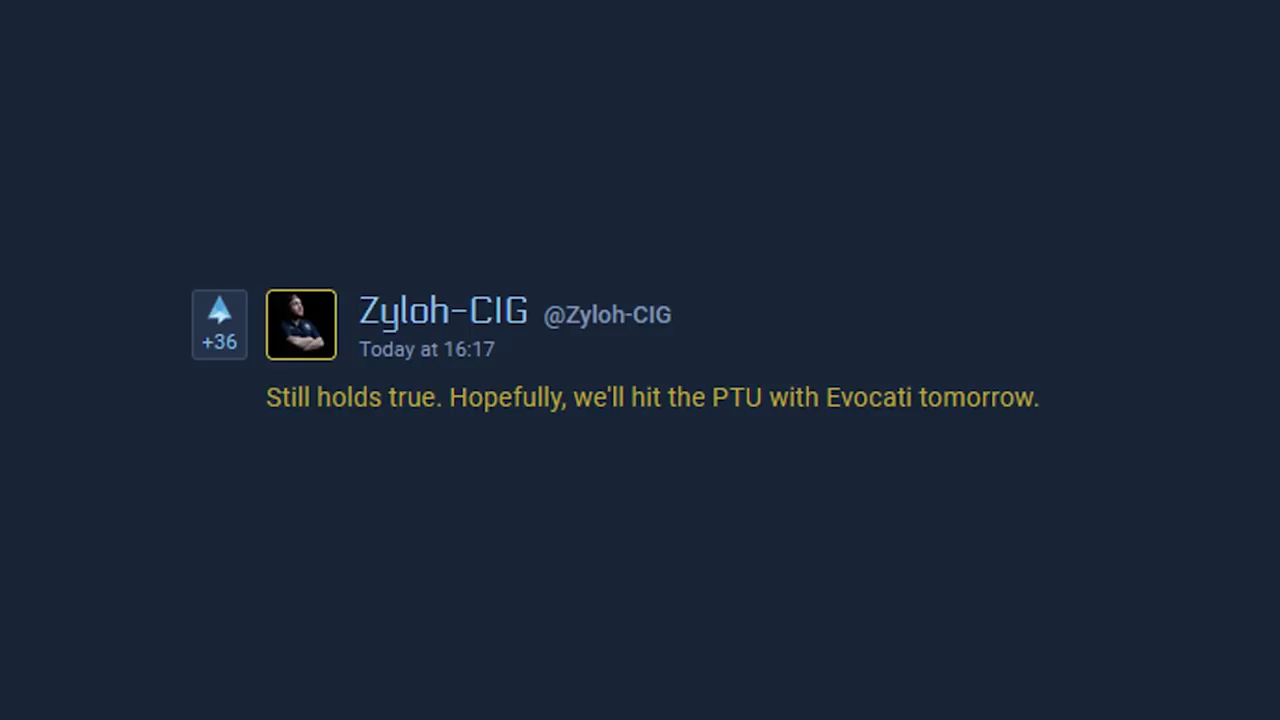 Zyloh-CIG @Zyloh-CIG
+36
Today at 16:17
Still holds true. Hopefully, we'll hit the PTU with Evocati tomorrow.